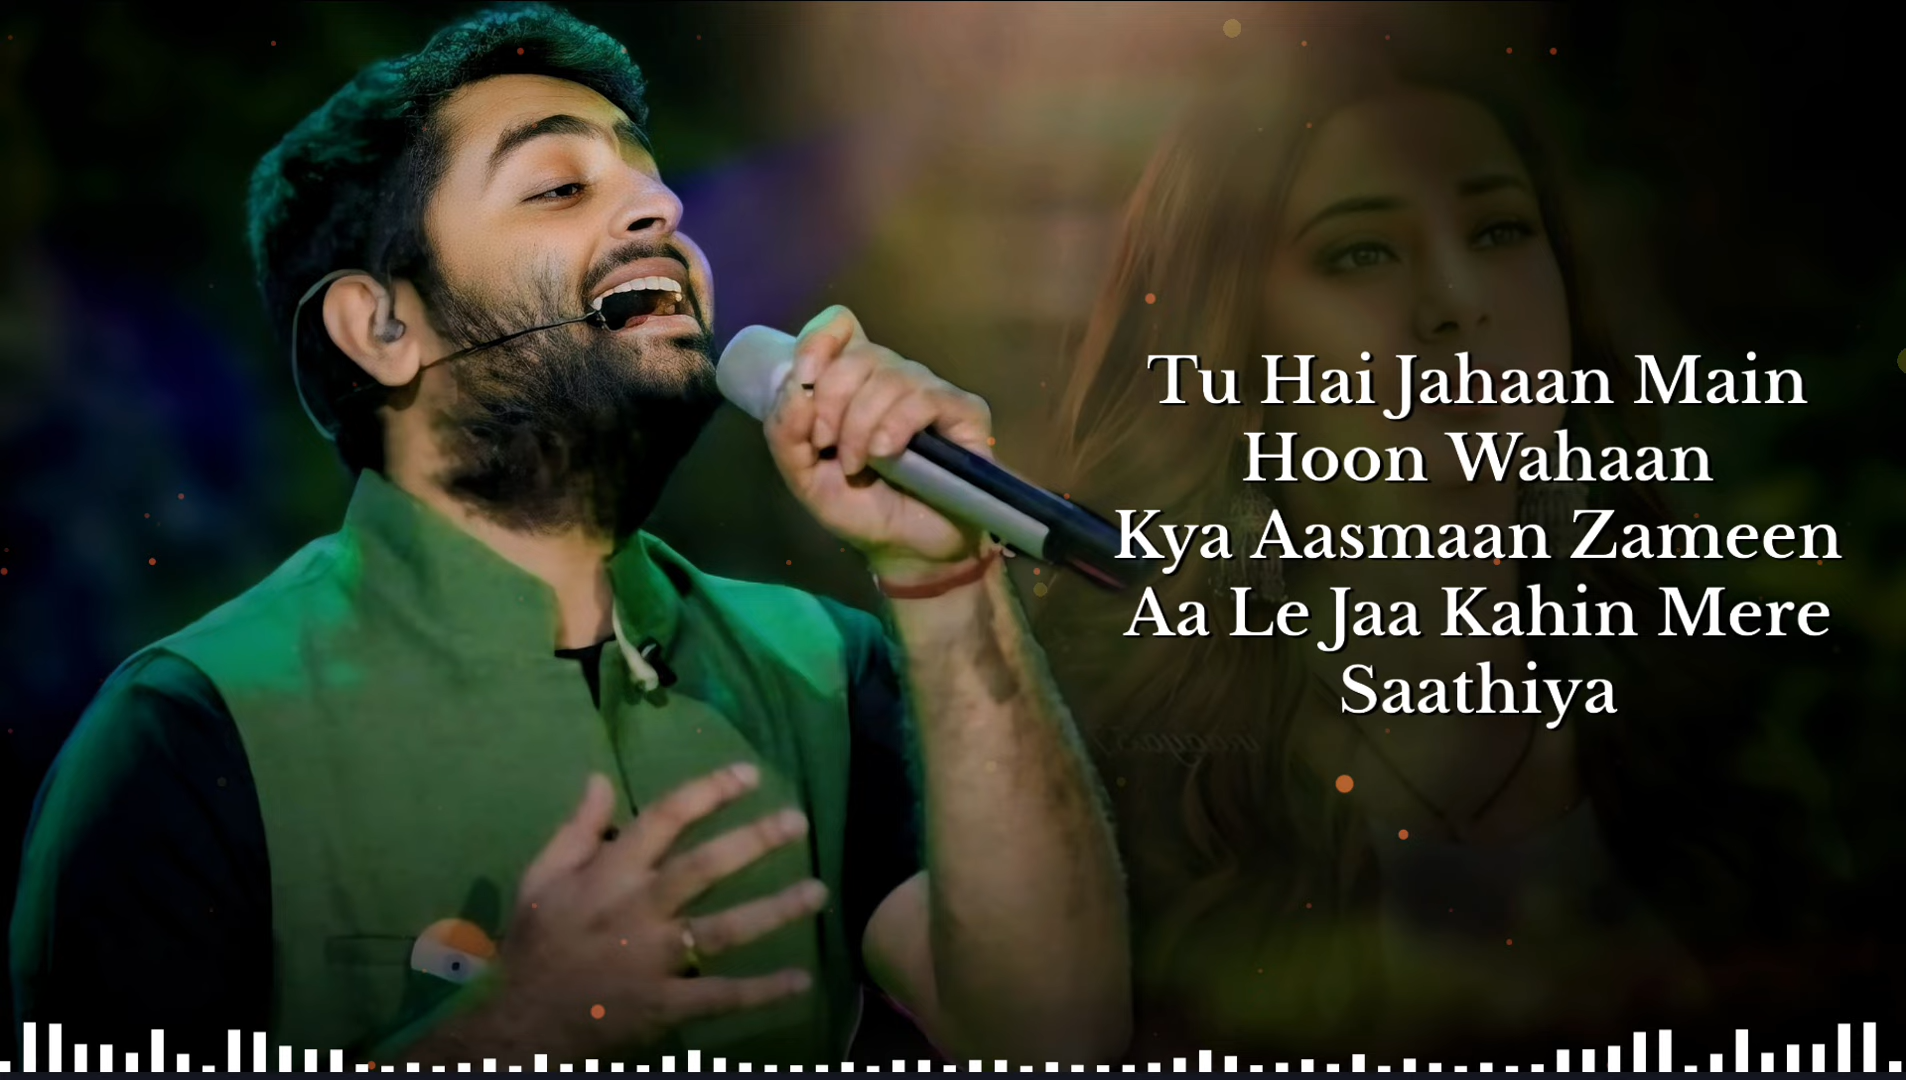 Tu Hai Jahaan Main
Hoon Wahaan
Kya Aasmaan Zameen
Aa Le Jaa Kahin Mere
Saathiya